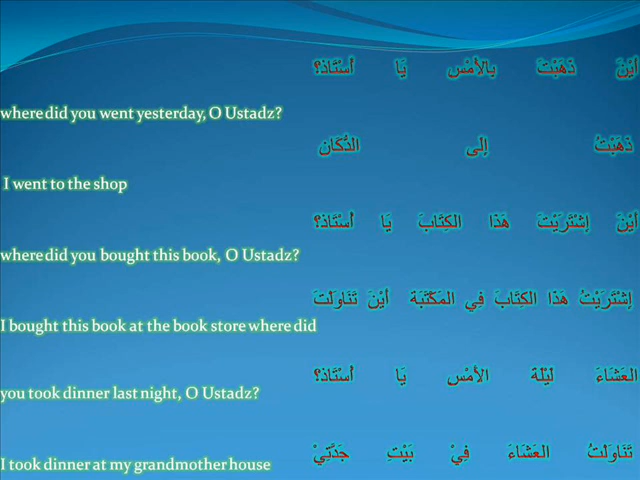 أَيْنَ ذَهَبْتَ بِالأَمْسِ يَا أُسْتَاذ؟
where did you went yesterday, O Ustadz?
ذَهَبْتُ إِلَى الدُّكَانِ
I went to the shop
أَيْنَ إِشْتَرَيْتَ هَذَا الكِتَابَ يَا أُسْتَاذ؟
where did you bought this book, O Ustadz?
إِشْتَرَيْتُ هَذَا الكِتَابَ فِي المَكْتَبَةِ أَيْنَ تَنَاوَلْتَ
I bought this book at the book store where did
العَشَاءَ لَيْلَةَ الأَمْسِ يَا أُسْتَاذ؟
you took dinner last night, O Ustadz?
تَنَاوَلْتُ العَشَاءَ فِيْ بَيْتِ جَدَّتِيْ
I took dinner at my grandmother house